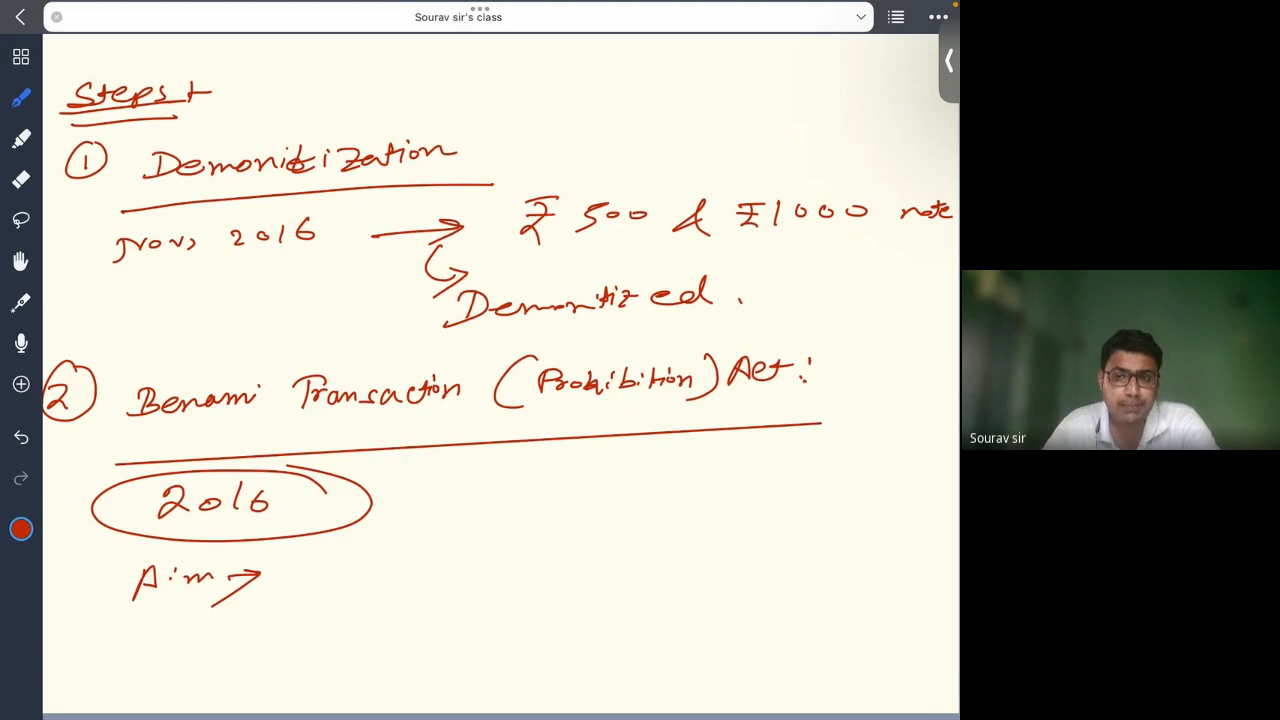 Sourav sir's class
Steps
① Demonitization
Nov, 2016 → ₹ 500 & ₹1000 note
Demonitized.
② Benami Transaction (Prohibition) Act:
2016
Aim →
Sourav sir